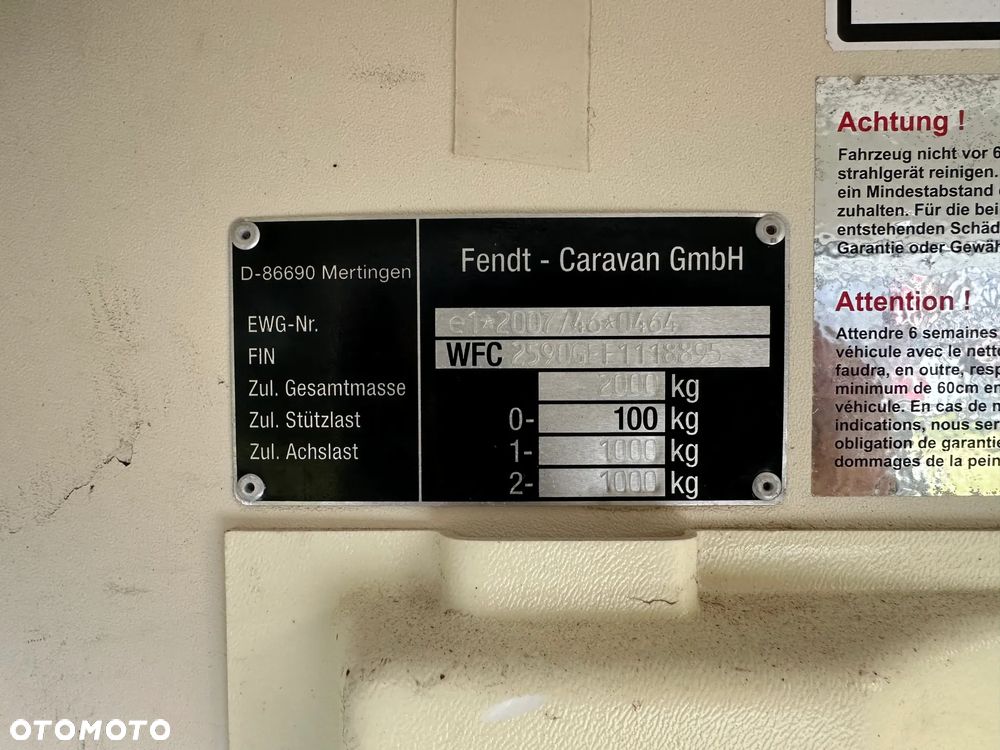 D-86690 Mertingen
Fendt - Caravan GmbH
EWG-Nr.
e1*2007/46*0464
FIN
WFC
Zul. Gesamtmasse
2000 kg
Zul. Stützlast
0- 100 kg
Zul. Achslast
1- 1000 kg
2- 1000 kg
Achtung !
Fahrzeug nicht vor 6
strahlgerät reinigen.
ein Mindestabstand
zuhalten. Für die bei
entstehenden Schäd
Garantie oder Gewäh
Attention !
Attendre 6 semaines
véhicule avec le nette
faudra, en outre, resp
minimum de 60cm en
véhicule. En cas de n
indications, nous ser
obligation de garantie
dommages de la pein
OTOMOTO